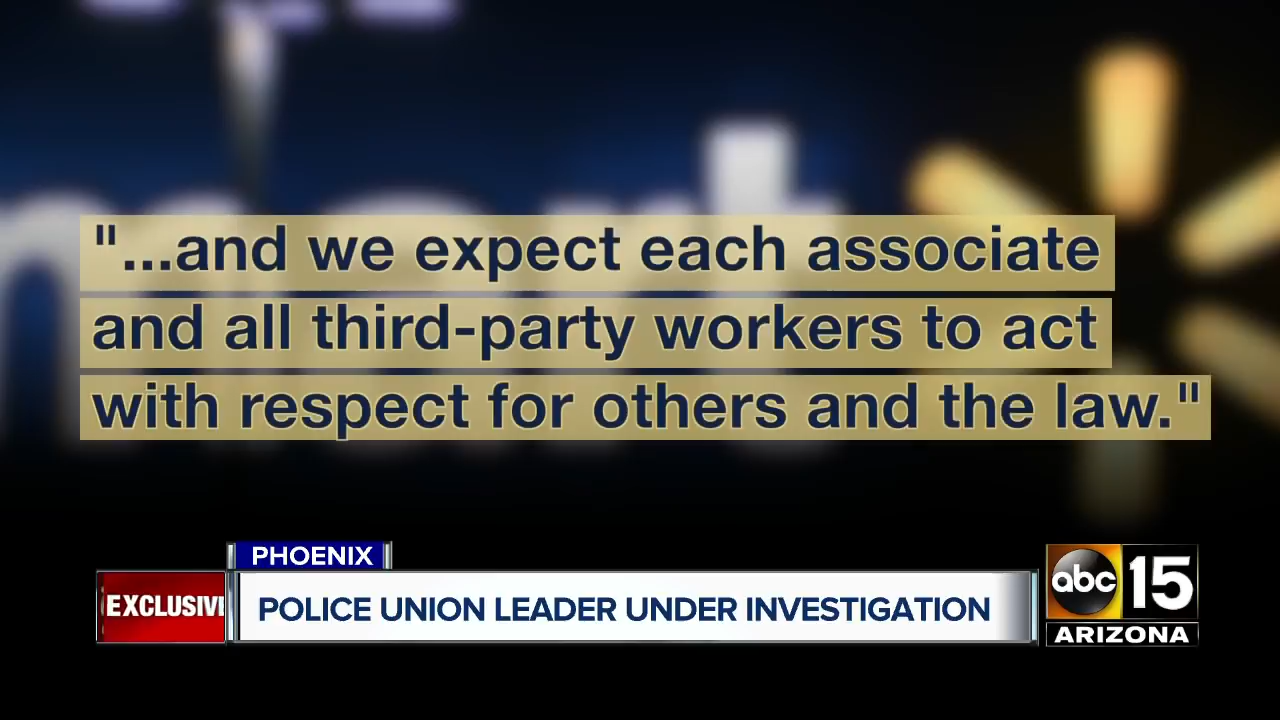 "...and we expect each associate
and all third-party workers to act
with respect for others and the law."
PHOENIX
EXCLUSIV
POLICE UNION LEADER UNDER INVESTIGATION
abc 15
ARIZONA